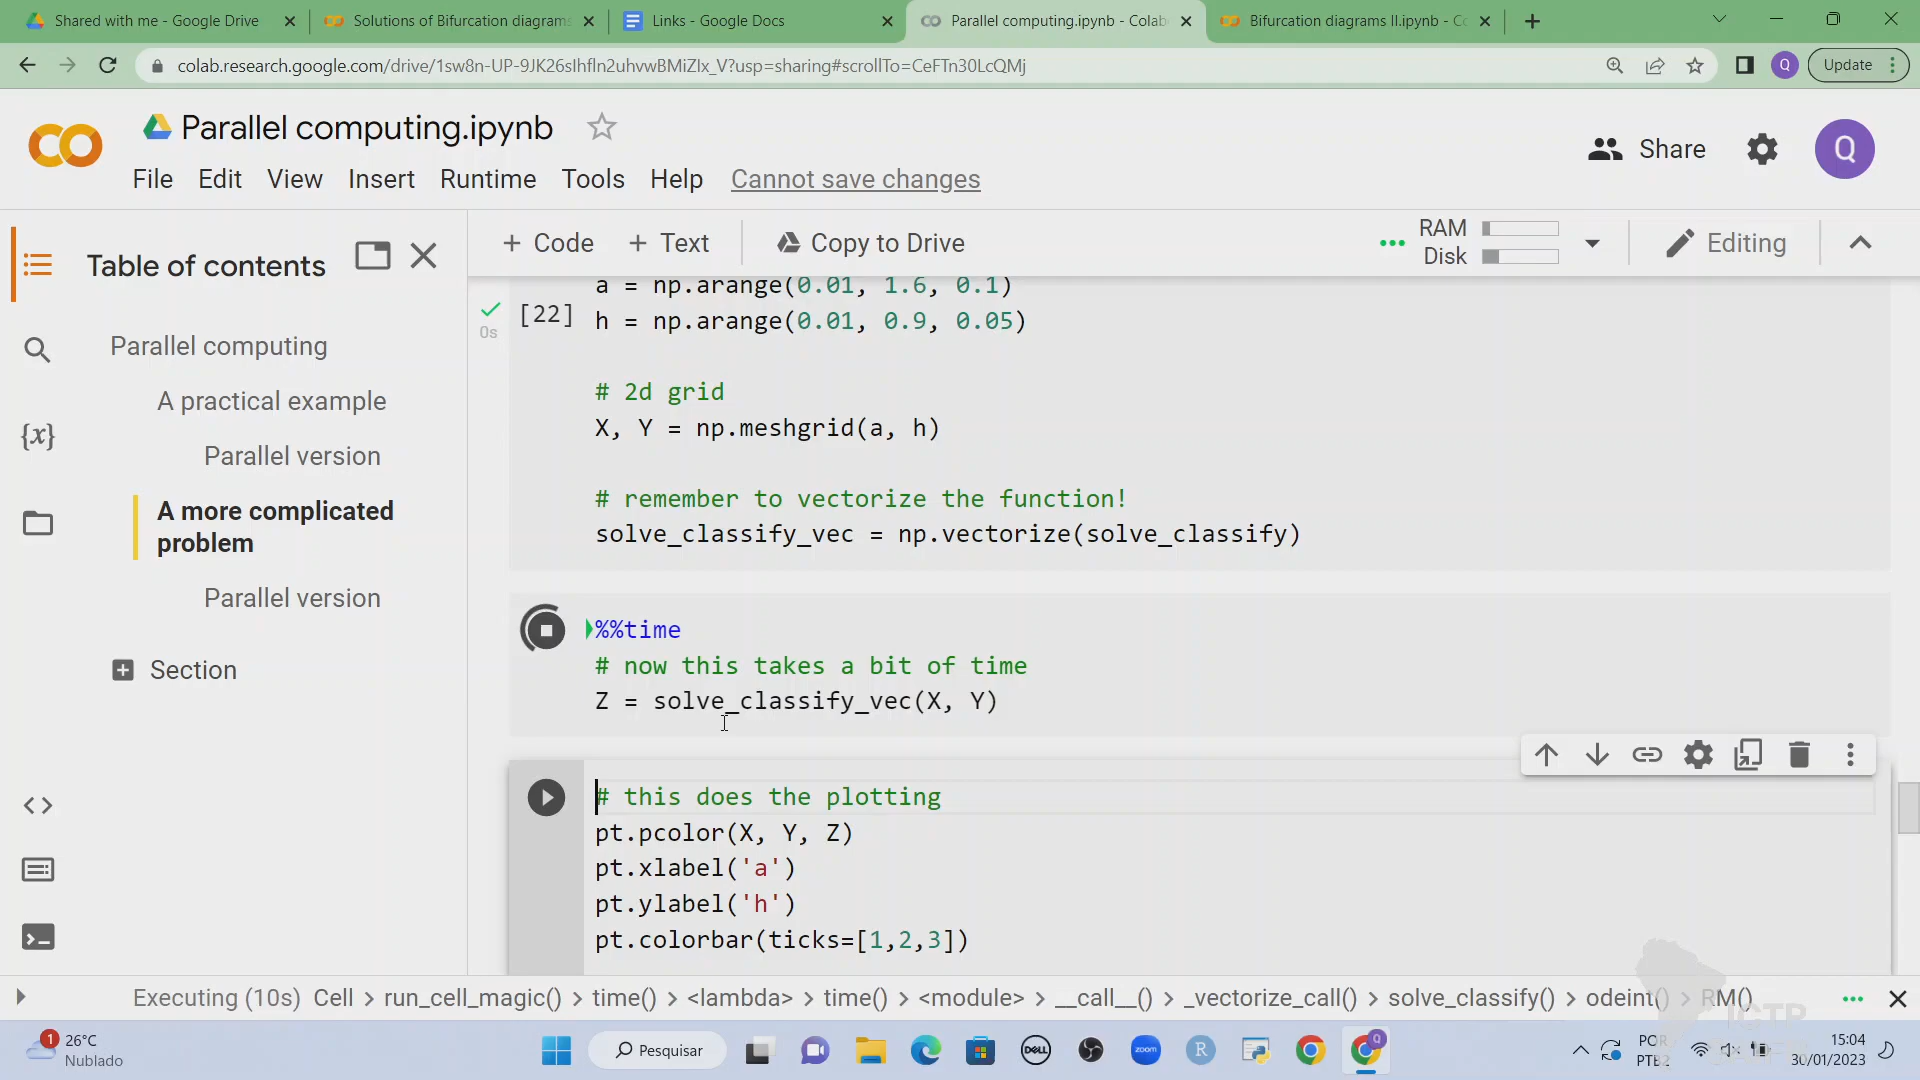 Shared with me - Google Drive
Solutions of Bifurcation diagrams
Links - Google Docs
Parallel computing.ipynb - Colab
Bifurcation diagrams II.ipynb - Co
colab.research.google.com/drive/1sw8n-UP-9JK26sIhfln2uhvwBMiZlx_V?usp=sharing#scrollTo=CeFTn30LcQMj
Q
Update
Parallel computing.ipynb
Share
Q
File Edit View Insert Runtime Tools Help Cannot save changes
Table of contents
+ Code + Text Copy to Drive
RAM
Disk
Editing
Parallel computing
A practical example
Parallel version
A more complicated
problem
Parallel version
Section
{x}
0s
[22]
a = np.arange(0.01, 1.6, 0.1)
h = np.arange(0.01, 0.9, 0.05)
# 2d grid
X, Y = np.meshgrid(a, h)
# remember to vectorize the function!
solve_classify_vec = np.vectorize(solve_classify)
%%time
# now this takes a bit of time
Z = solve_classify_vec(X, Y)
# this does the plotting
pt.pcolor(X, Y, Z)
pt.xlabel('a')
pt.ylabel('h')
pt.colorbar(ticks=[1,2,3])
Executing (10s) Cell > run_cell_magic() > time() > <lambda> > time() > <module> > __call__() > _vectorize_call() > solve_classify() > odeint() > RM()
1
26°C
Nublado
Pesquisar
DELL
zoom
R
Q
POR
PTB2
15:04
30/01/2023